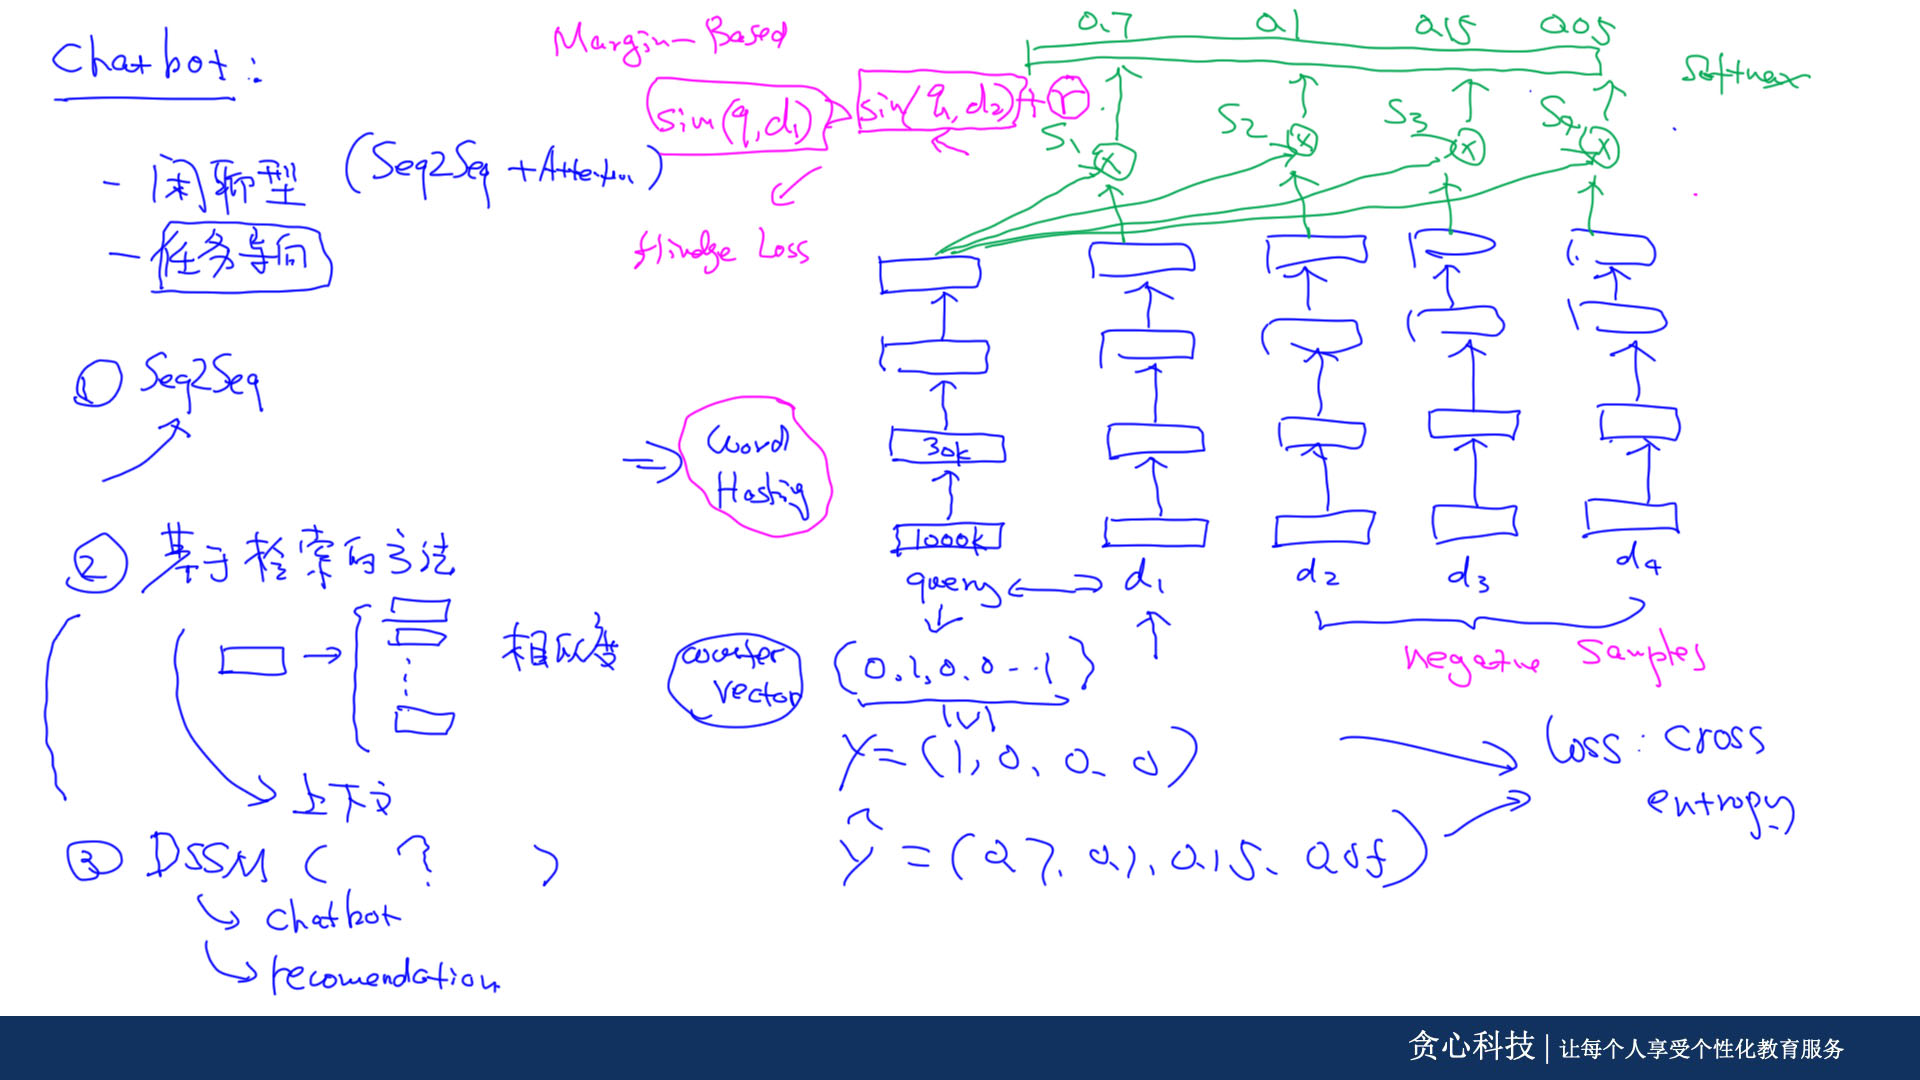 Chatbot:
- 闲聊型 (Seq2Seq + Attention)
- 任务导向
① Seq2Seq
② 基于检索的方法
相似度
上下文
③ DSSM ( ? )
chatbot
recomendation
Margin-Based
sim(q,d1) > sim(q,d2) + r
Hindge Loss
Word
Hashing
counter
vector
0.7 0.1 0.15 0.05
Softmax
S1 S2 S3 S4
x x x x
30k
1000k
query d1 d2 d3 d4
negative samples
(0.1,0.0--1)
|V|
Y=(1,0,0,0)
Ŷ=(0.7,0.1,0.15,0.05)
loss: cross
entropy
贪心科技 | 让每个人享受个性化教育服务